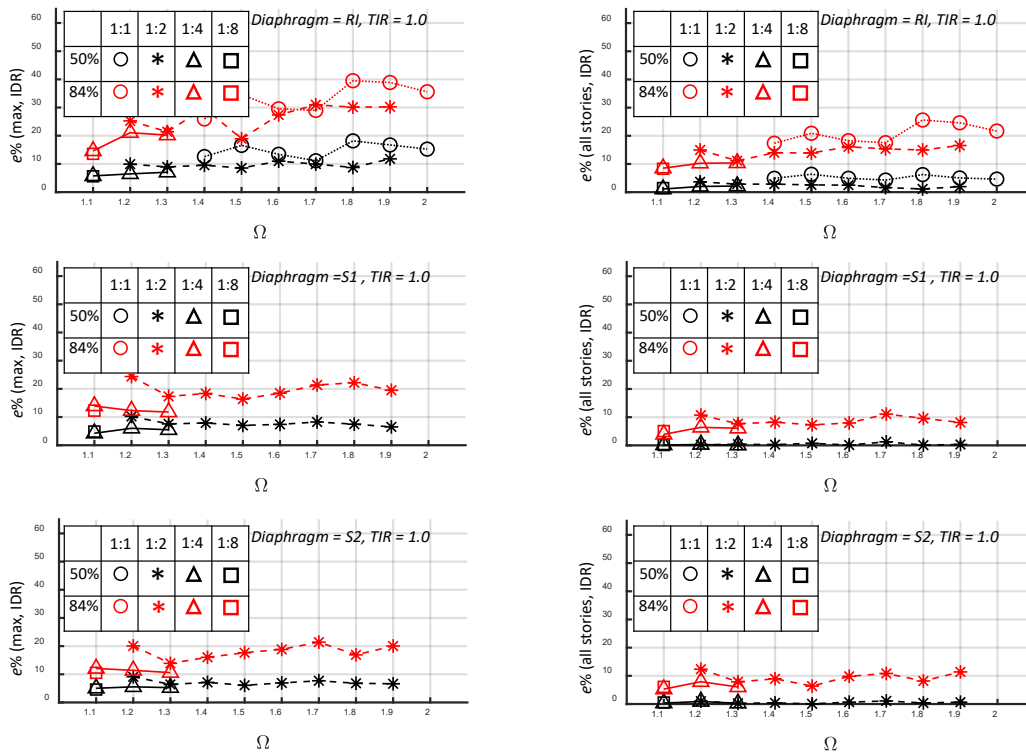 Diaphragm = RI, TIR = 1.0
1:1 1:2 1:4 1:8
50%
84%
e% (max, IDR)
60
50
40
30
20
10
0
1.1 1.2 1.3 1.4 1.5 1.6 1.7 1.8 1.9 2
Ω
Diaphragm = RI, TIR = 1.0
1:1 1:2 1:4 1:8
50%
84%
e% (all stories, IDR)
60
50
40
30
20
10
0
1.1 1.2 1.3 1.4 1.5 1.6 1.7 1.8 1.9 2
Ω
Diaphragm =S1 , TIR = 1.0
1:1 1:2 1:4 1:8
50%
84%
e% (max, IDR)
60
50
40
30
20
10
0
1.1 1.2 1.3 1.4 1.5 1.6 1.7 1.8 1.9 2
Ω
Diaphragm =S1 , TIR = 1.0
1:1 1:2 1:4 1:8
50%
84%
e% (all stories, IDR)
60
50
40
30
20
10
0
1.1 1.2 1.3 1.4 1.5 1.6 1.7 1.8 1.9 2
Ω
Diaphragm = S2, TIR = 1.0
1:1 1:2 1:4 1:8
50%
84%
e% (max, IDR)
60
50
40
30
20
10
0
1.1 1.2 1.3 1.4 1.5 1.6 1.7 1.8 1.9 2
Ω
Diaphragm = S2, TIR = 1.0
1:1 1:2 1:4 1:8
50%
84%
e% (all stories, IDR)
60
50
40
30
20
10
0
1.1 1.2 1.3 1.4 1.5 1.6 1.7 1.8 1.9 2
Ω